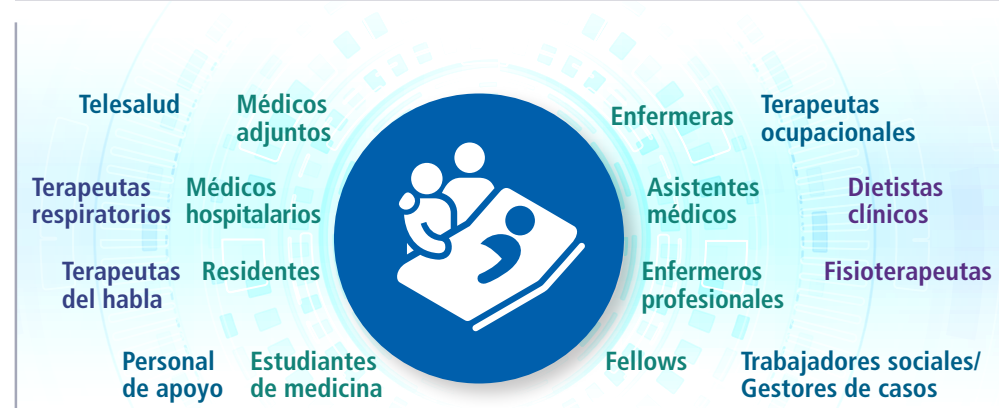 Telesalud
Médicos
adjuntos
Enfermeras
Terapeutas
ocupacionales
Terapeutas
respiratorios
Médicos
hospitalarios
Asistentes
médicos
Dietistas
clínicos
Terapeutas
del habla
Residentes
Enfermeros
profesionales
Fisioterapeutas
Personal
de apoyo
Estudiantes
de medicina
Fellows
Trabajadores sociales/
Gestores de casos